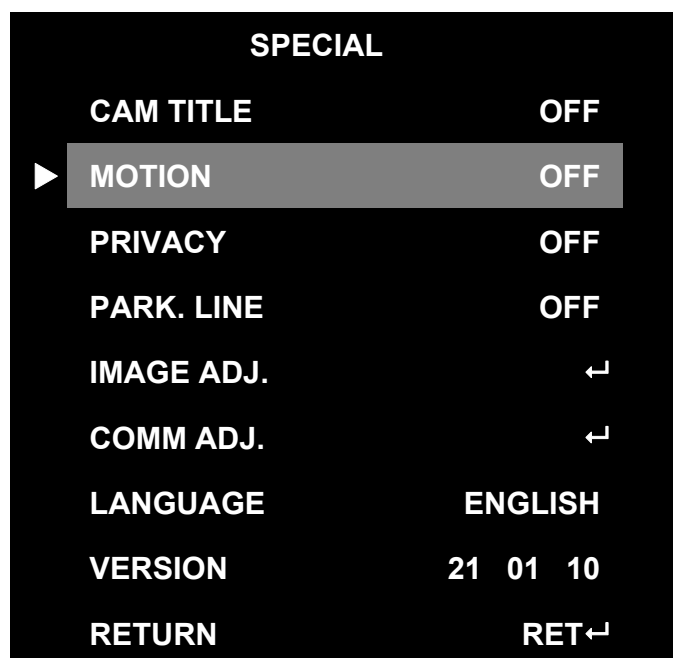 SPECIAL
CAM TITLE OFF
MOTION OFF
PRIVACY OFF
PARK. LINE OFF
IMAGE ADJ. ↵
COMM ADJ. ↵
LANGUAGE ENGLISH
VERSION 21 01 10
RETURN RET↵